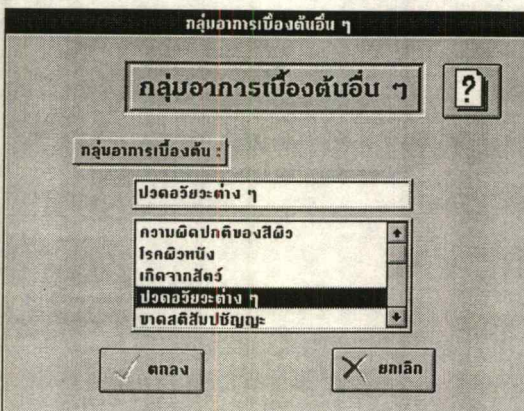 กลุ่มอาการเบื้องต้นอื่น ๆ
กลุ่มอาการเบื้องต้นอื่น ๆ
?
กลุ่มอาการเบื้องต้น :
ปวดอวัยวะต่าง ๆ
ความผิดปกติของสีผิว
โรคผิวหนัง
เกิดจากสัตว์
ปวดอวัยวะต่าง ๆ
ขาดสติสัมปชัญญะ
ตกลง
ยกเลิก